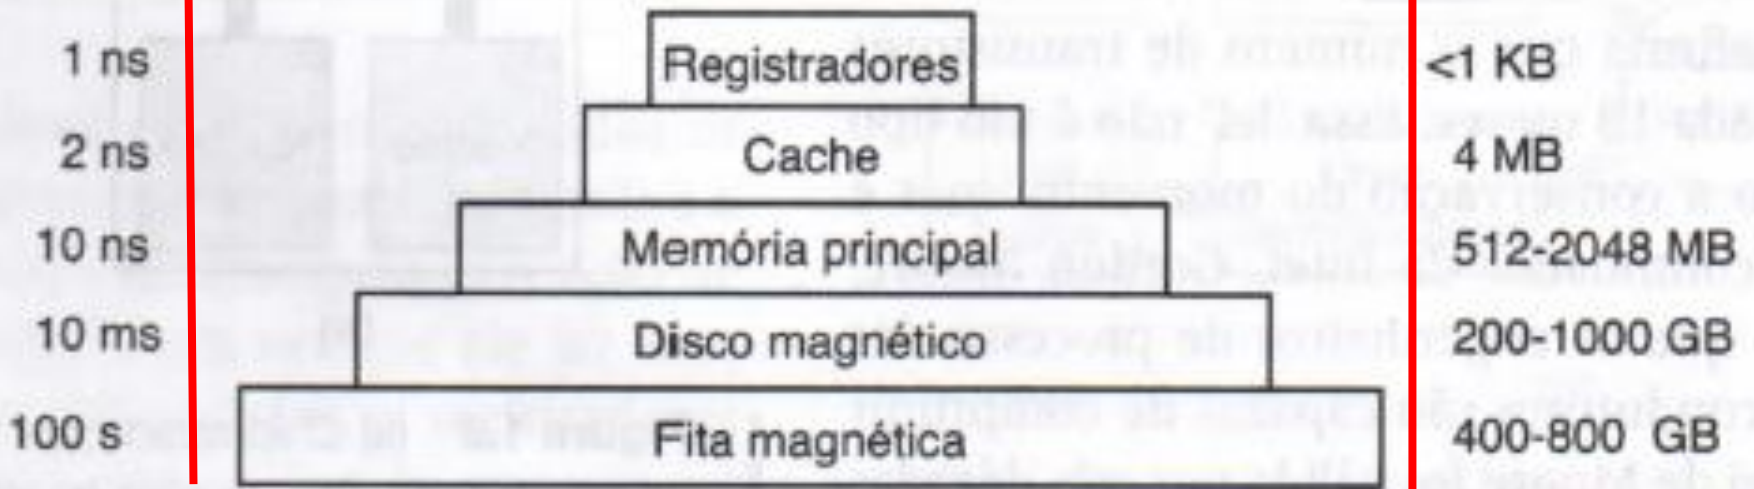 1 ns Registradores <1 KB
2 ns Cache 4 MB
10 ns Memória principal 512-2048 MB
10 ms Disco magnético 200-1000 GB
100 s Fita magnética 400-800 GB